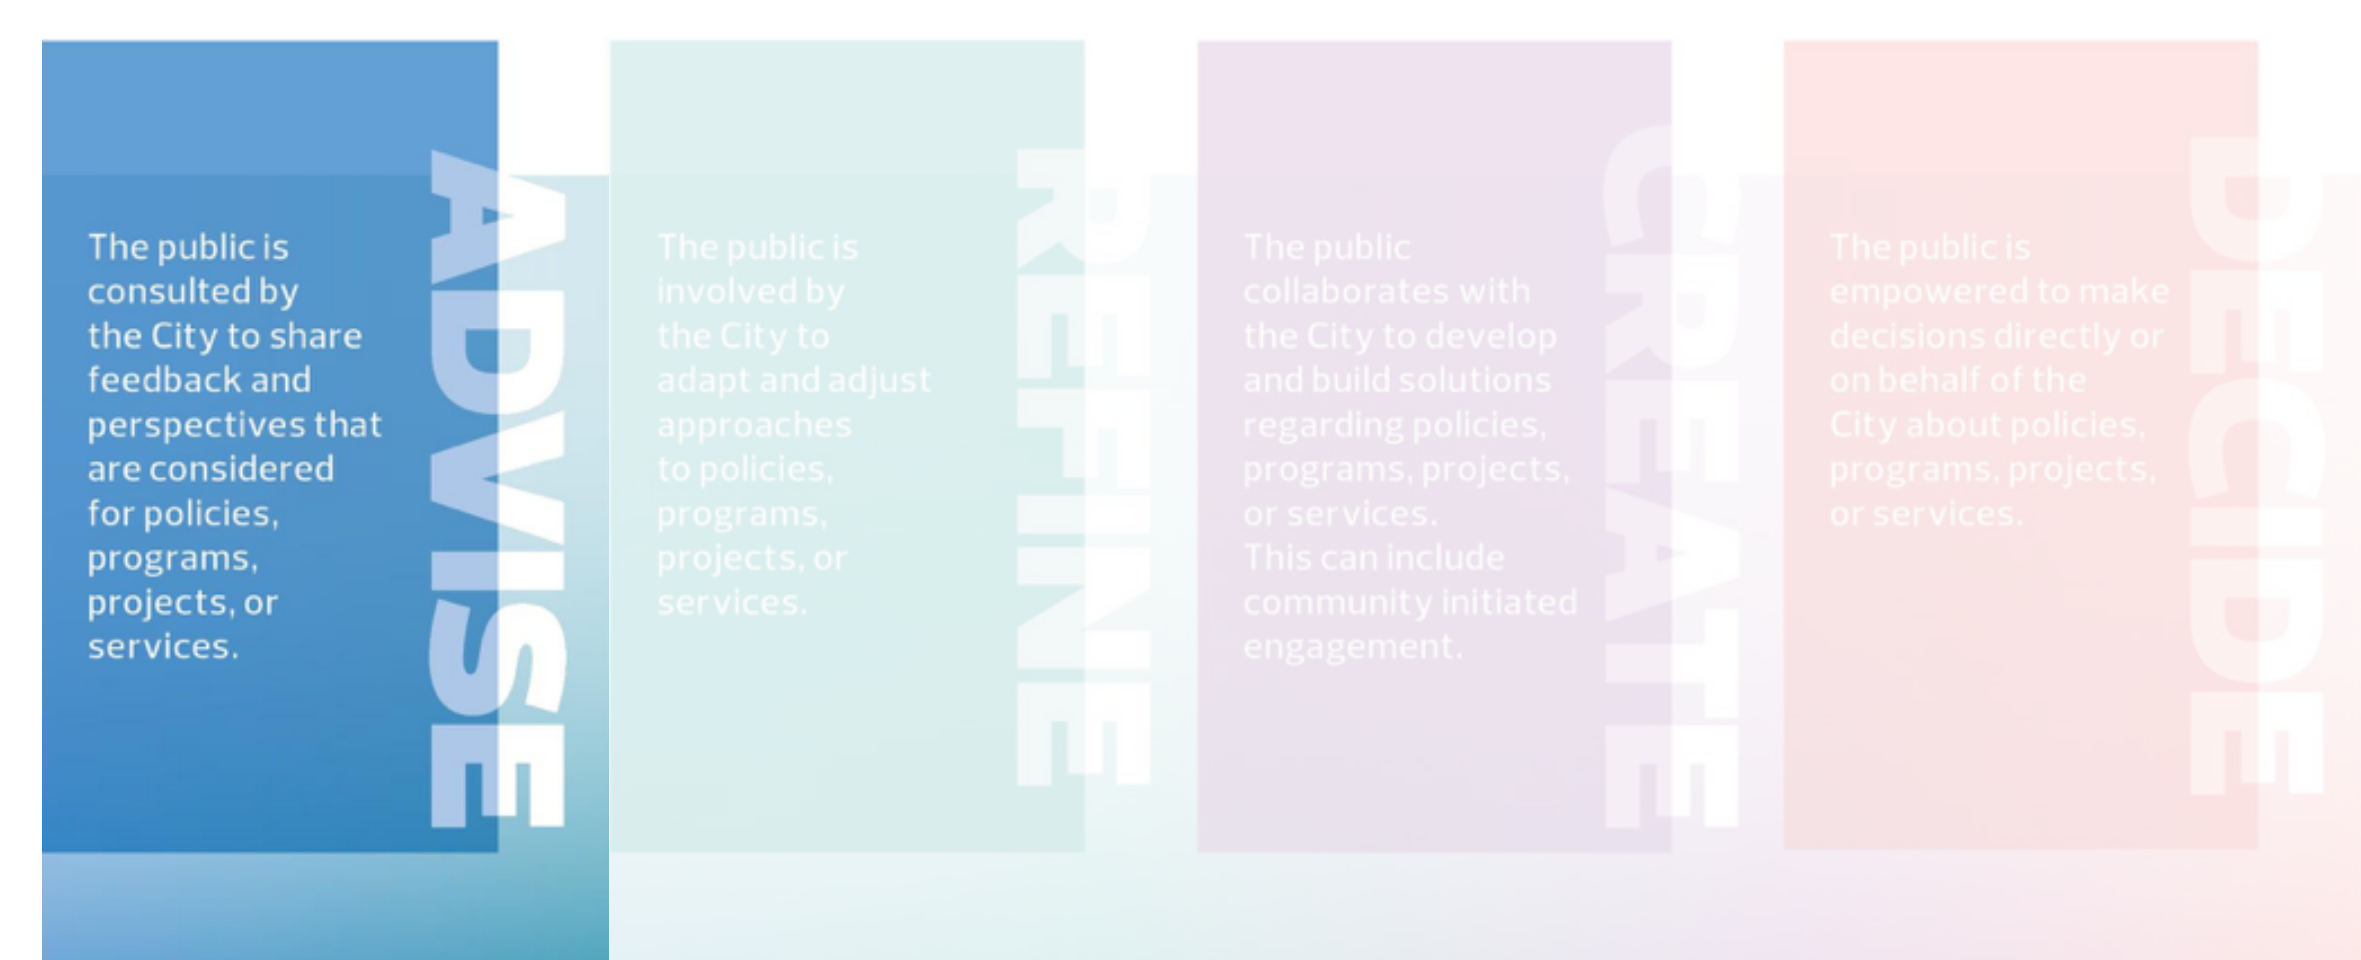 The public is
consulted by
the City to share
feedback and
perspectives that
are considered
for policies,
programs,
projects, or
services.
ADVISE
The public is
involved by
the City to
adapt and adjust
approaches
to policies,
programs,
projects, or
services.
REFINE
The public
collaborates with
the City to develop
and build solutions
regarding policies,
programs, projects,
or services.
This can include
community initiated
engagement.
CREATE
The public is
empowered to make
decisions directly or
on behalf of the
City about policies,
programs, projects,
or services.
DECIDE